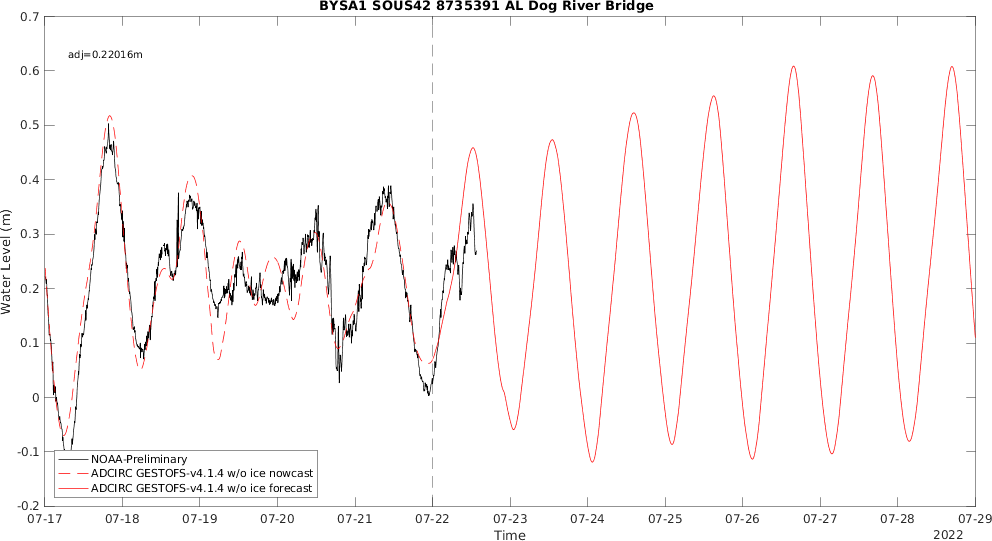 BYSA1 SOUS42 8735391 AL Dog River Bridge
adj=0.22016m
Water Level (m)
0.7
0.6
0.5
0.4
0.3
0.2
0.1
0
-0.1
-0.2
NOAA-Preliminary
ADCIRC GESTOFS-v4.1.4 w/o ice nowcast
ADCIRC GESTOFS-v4.1.4 w/o ice forecast
07-17 07-18 07-19 07-20 07-21 07-22 07-23 07-24 07-25 07-26 07-27 07-28 07-29
Time
2022